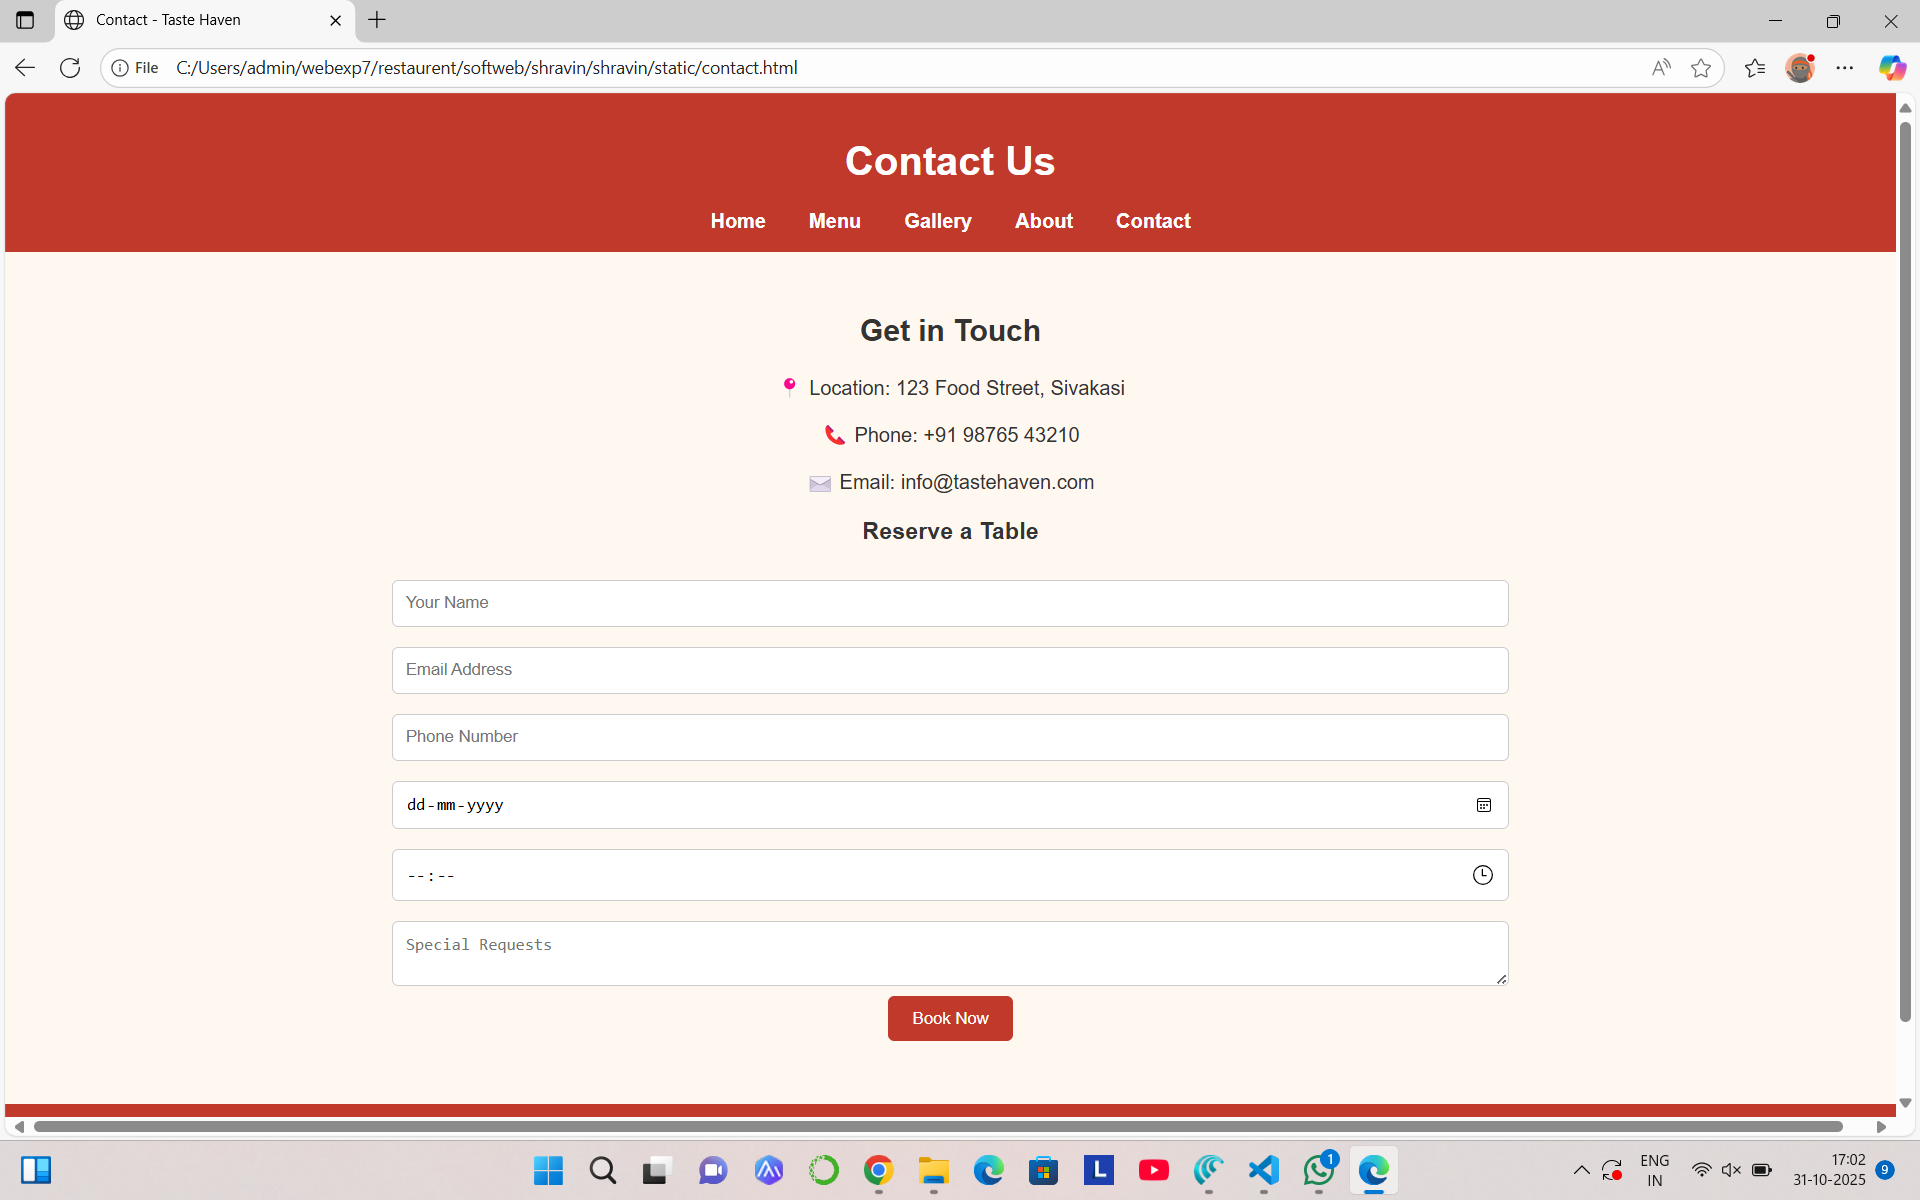 Contact - Taste Haven
File C:/Users/admin/webexp7/restaurent/softweb/shravin/shravin/static/contact.html
Contact Us
Home Menu Gallery About Contact
Get in Touch
Location: 123 Food Street, Sivakasi
Phone: +91 98765 43210
Email: info@tastehaven.com
Reserve a Table
Your Name
Email Address
Phone Number
dd-mm-yyyy
--:--
Special Requests
Book Now
L
1
ENG
IN
17:02
31-10-2025
9